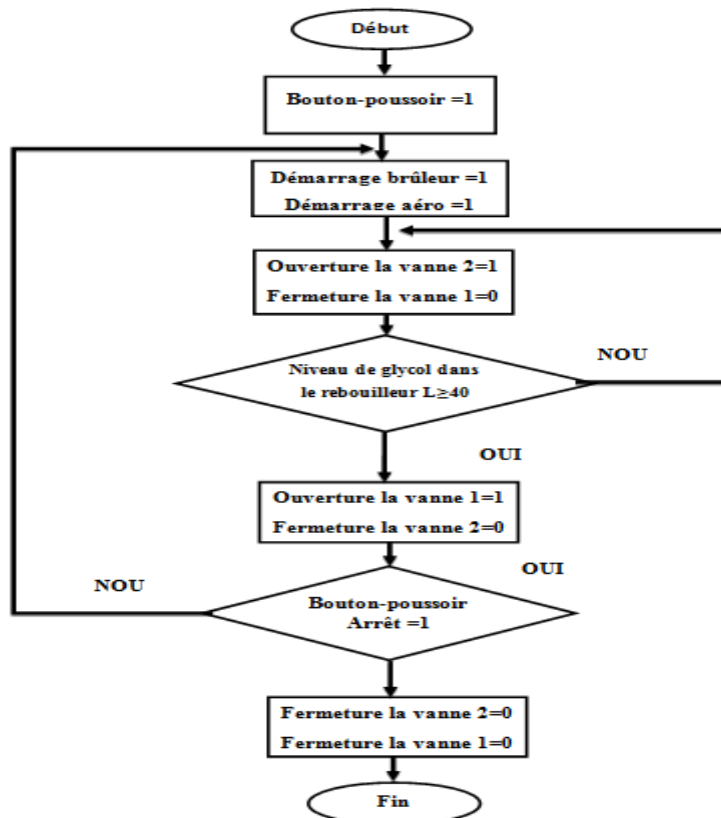 Début
Bouton-poussoir =1
Démarrage brûleur =1
Démarrage aéro =1
Ouverture la vanne 2=1
Fermeture la vanne 1=0
Niveau de glycol dans
le rebouilleur L≥40
NOU
OUI
Ouverture la vanne 1=1
Fermeture la vanne 2=0
OUI
NOU
Bouton-poussoir
Arrêt =1
Fermeture la vanne 2=0
Fermeture la vanne 1=0
Fin